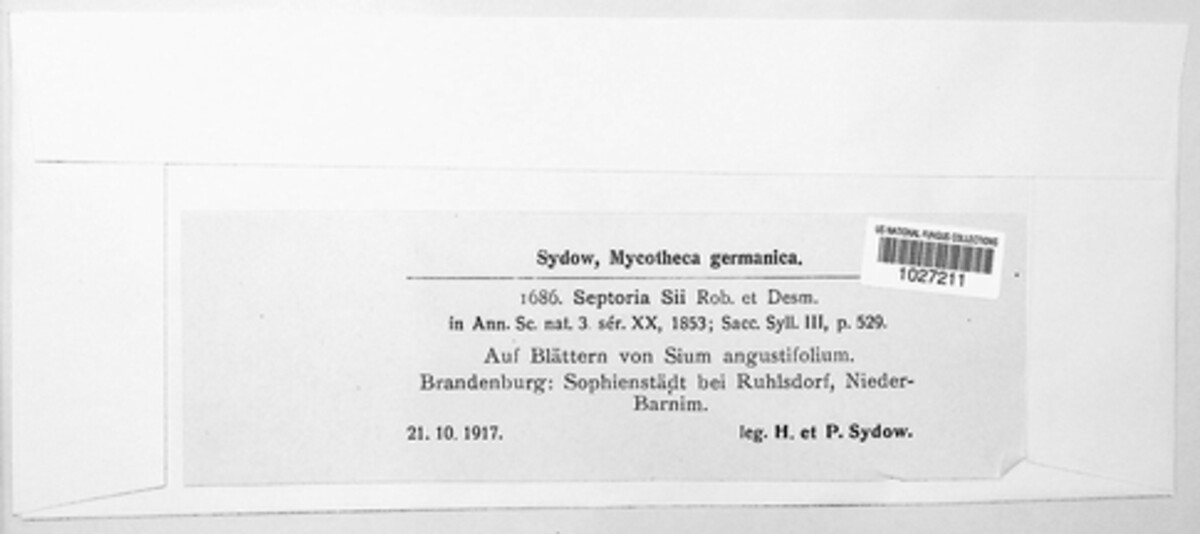 US NATIONAL FUNGUS COLLECTIONS
1027211
Sydow, Mycotheca germanica.
1686. Septoria Sii Rob. et Desm.
in Ann. Sc. nat. 3 sér. XX, 1853; Sacc. Syll. III, p. 529.
Auf Blättern von Sium angustifolium.
Brandenburg: Sophienstädt bei Ruhlsdorf, Nieder-
Barnim.
21. 10. 1917. leg. H. et P. Sydow.